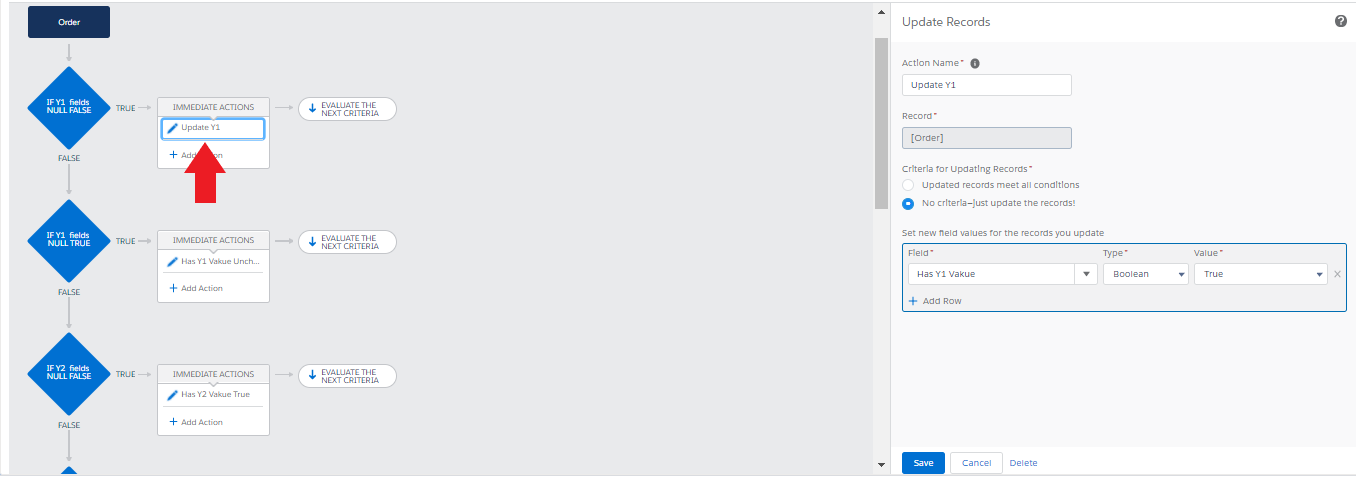 Order
IF Y1 fields
NULL FALSE
TRUE
IMMEDIATE ACTIONS
Update Y1
+ Add Action
EVALUATE THE
NEXT CRITERIA
FALSE
IF Y1 fields
NULL TRUE
TRUE
IMMEDIATE ACTIONS
Has Y1 Vakue Unch...
+ Add Action
EVALUATE THE
NEXT CRITERIA
FALSE
IF Y2 fields
NULL FALSE
TRUE
IMMEDIATE ACTIONS
Has Y2 Vakue True
+ Add Action
EVALUATE THE
NEXT CRITERIA
FALSE
Update Records
?
Action Name* i
Update Y1
Record*
[Order]
Criteria for Updating Records*
Updated records meet all conditions
No criteria—just update the records!
Set new field values for the records you update
Field* Type* Value*
Has Y1 Vakue Boolean True
+ Add Row
Save Cancel Delete